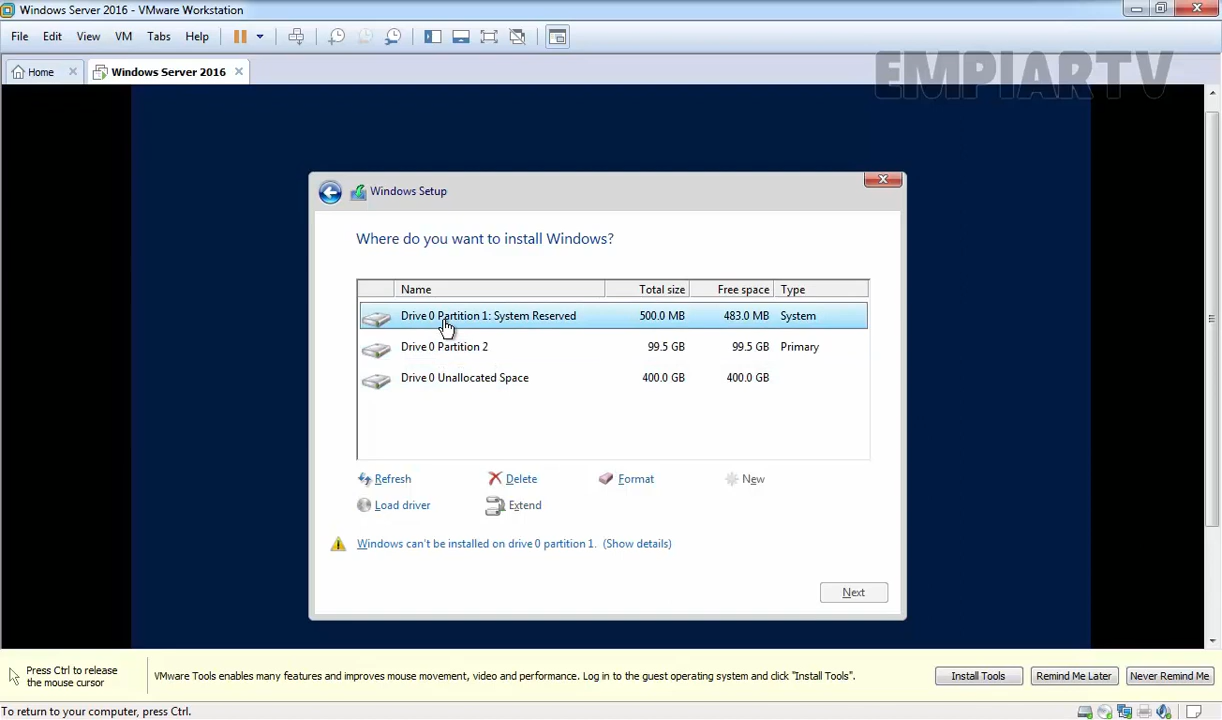 Windows Server 2016 - VMware Workstation
File Edit View VM Tabs Help
Home Windows Server 2016
EMPIARTV
Windows Setup
Where do you want to install Windows?
Name Total size Free space Type
Drive 0 Partition 1: System Reserved 500.0 MB 483.0 MB System
Drive 0 Partition 2 99.5 GB 99.5 GB Primary
Drive 0 Unallocated Space 400.0 GB 400.0 GB
Refresh Delete Format New
Load driver Extend
Windows can't be installed on drive 0 partition 1. (Show details)
Next
Press Ctrl to release
the mouse cursor
VMware Tools enables many features and improves mouse movement, video and performance. Log in to the guest operating system and click "Install Tools".
Install Tools Remind Me Later Never Remind Me
To return to your computer, press Ctrl.